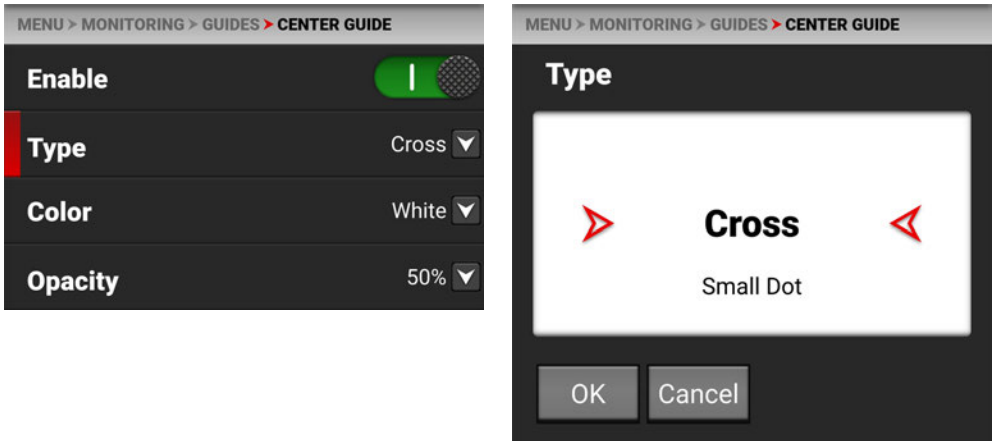 MENU > MONITORING > GUIDES > CENTER GUIDE
Enable
Type Cross
Color White
Opacity 50%
MENU > MONITORING > GUIDES > CENTER GUIDE
Type
Cross
Small Dot
OK Cancel